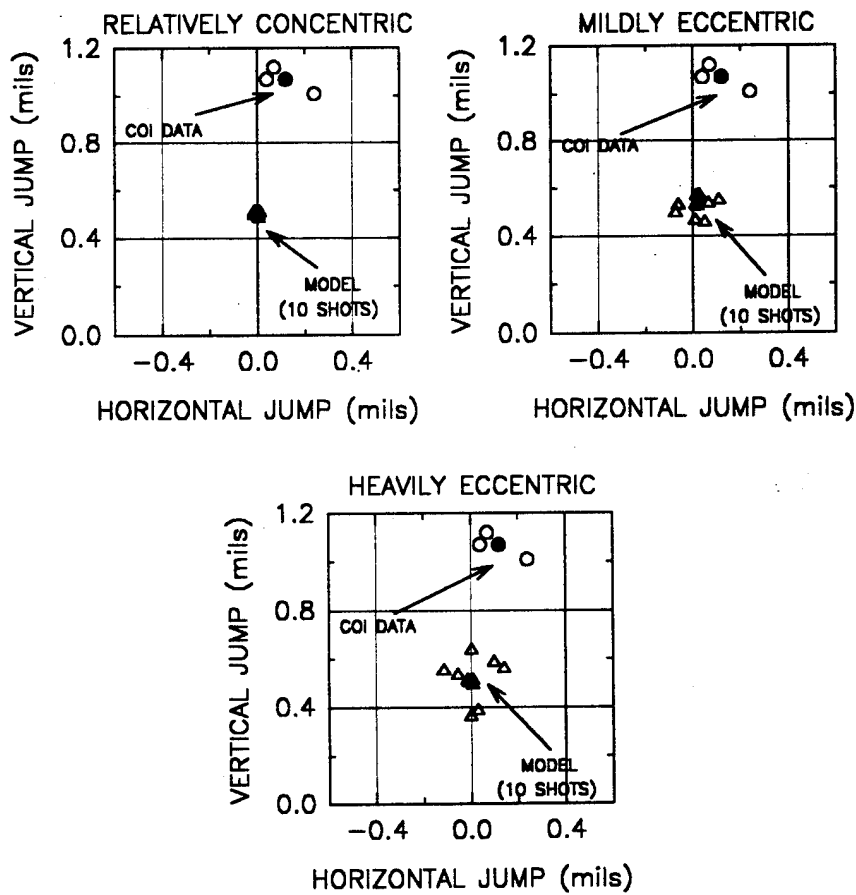 RELATIVELY CONCENTRIC
1.2
0.8
0.4
0.0
VERTICAL JUMP (mils)
COI DATA
MODEL
(10 SHOTS)
−0.4 0.0 0.4
HORIZONTAL JUMP (mils)
MILDLY ECCENTRIC
1.2
0.8
0.4
0.0
VERTICAL JUMP (mils)
COI DATA
MODEL
(10 SHOTS)
−0.4 0.0 0.4
HORIZONTAL JUMP (mils)
HEAVILY ECCENTRIC
1.2
0.8
0.4
0.0
VERTICAL JUMP (mils)
COI DATA
MODEL
(10 SHOTS)
−0.4 0.0 0.4
HORIZONTAL JUMP (mils)